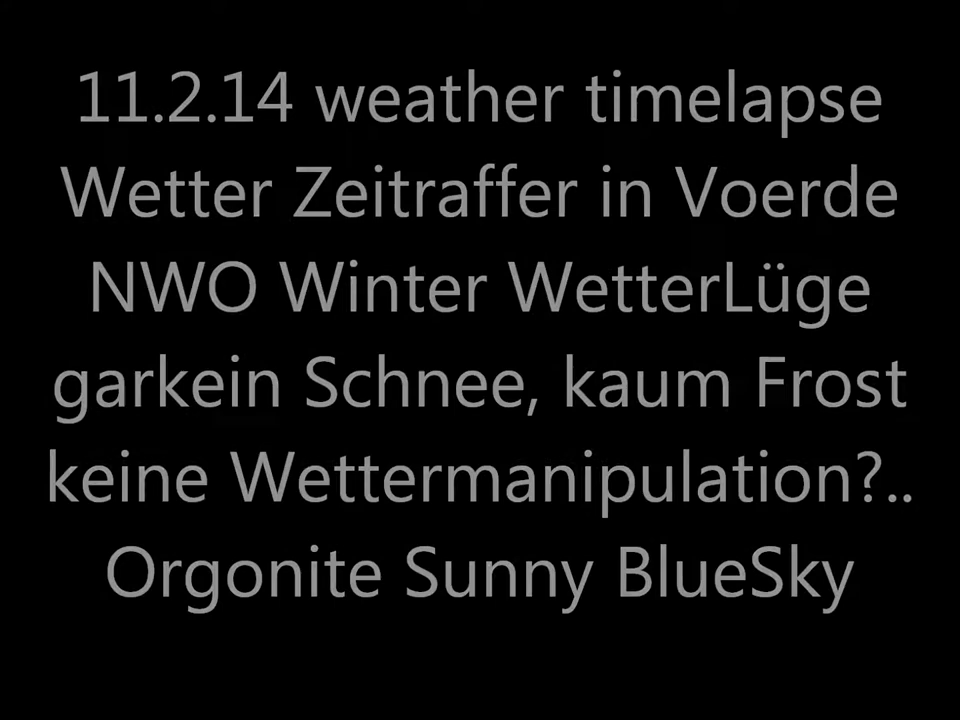 11.2.14 weather timelapse
Wetter Zeitraffer in Voerde
NWO Winter WetterLüge
garkein Schnee, kaum Frost
keine Wettermanipulation?..
Orgonite Sunny BlueSky